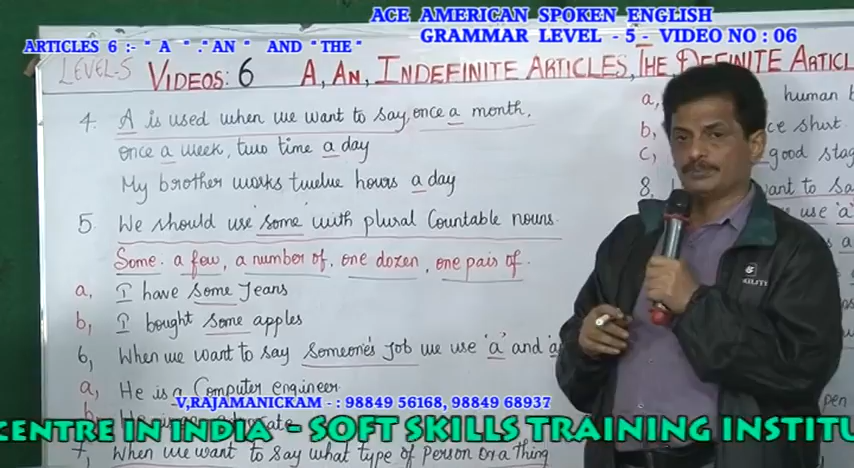 ACE AMERICAN SPOKEN ENGLISH
GRAMMAR LEVEL - 5 - VIDEO NO : 06
ARTICLES 6 :- " A " ." AN " AND " THE "
LEVEL-5 VIDEOS: 6 A, AN, INDEFINITE ARTICLES, THE, DEFINITE ARTICL
4. A is used when we want to say, once a month,
once a week, two time a day
My brother works twelve hours a day
5. We should use some with plural Countable nouns.
Some. a few, a number of, one dozen, one pair of.
a, I have some Jeans
b, I bought some apples
6, When we want to say Someone's Job we use 'a' and 'a
a, He is a Computer engineer.
b,
7, When we want to say what type of Person or a thing
a, human b
b, ce shirt.
c, good stag
8. want to sa
use 'a'
a
pen
V,RAJAMANICKAM - : 98849 56168, 98849 68937
CENTRE IN INDIA - SOFT SKILLS TRAINING INSTITU